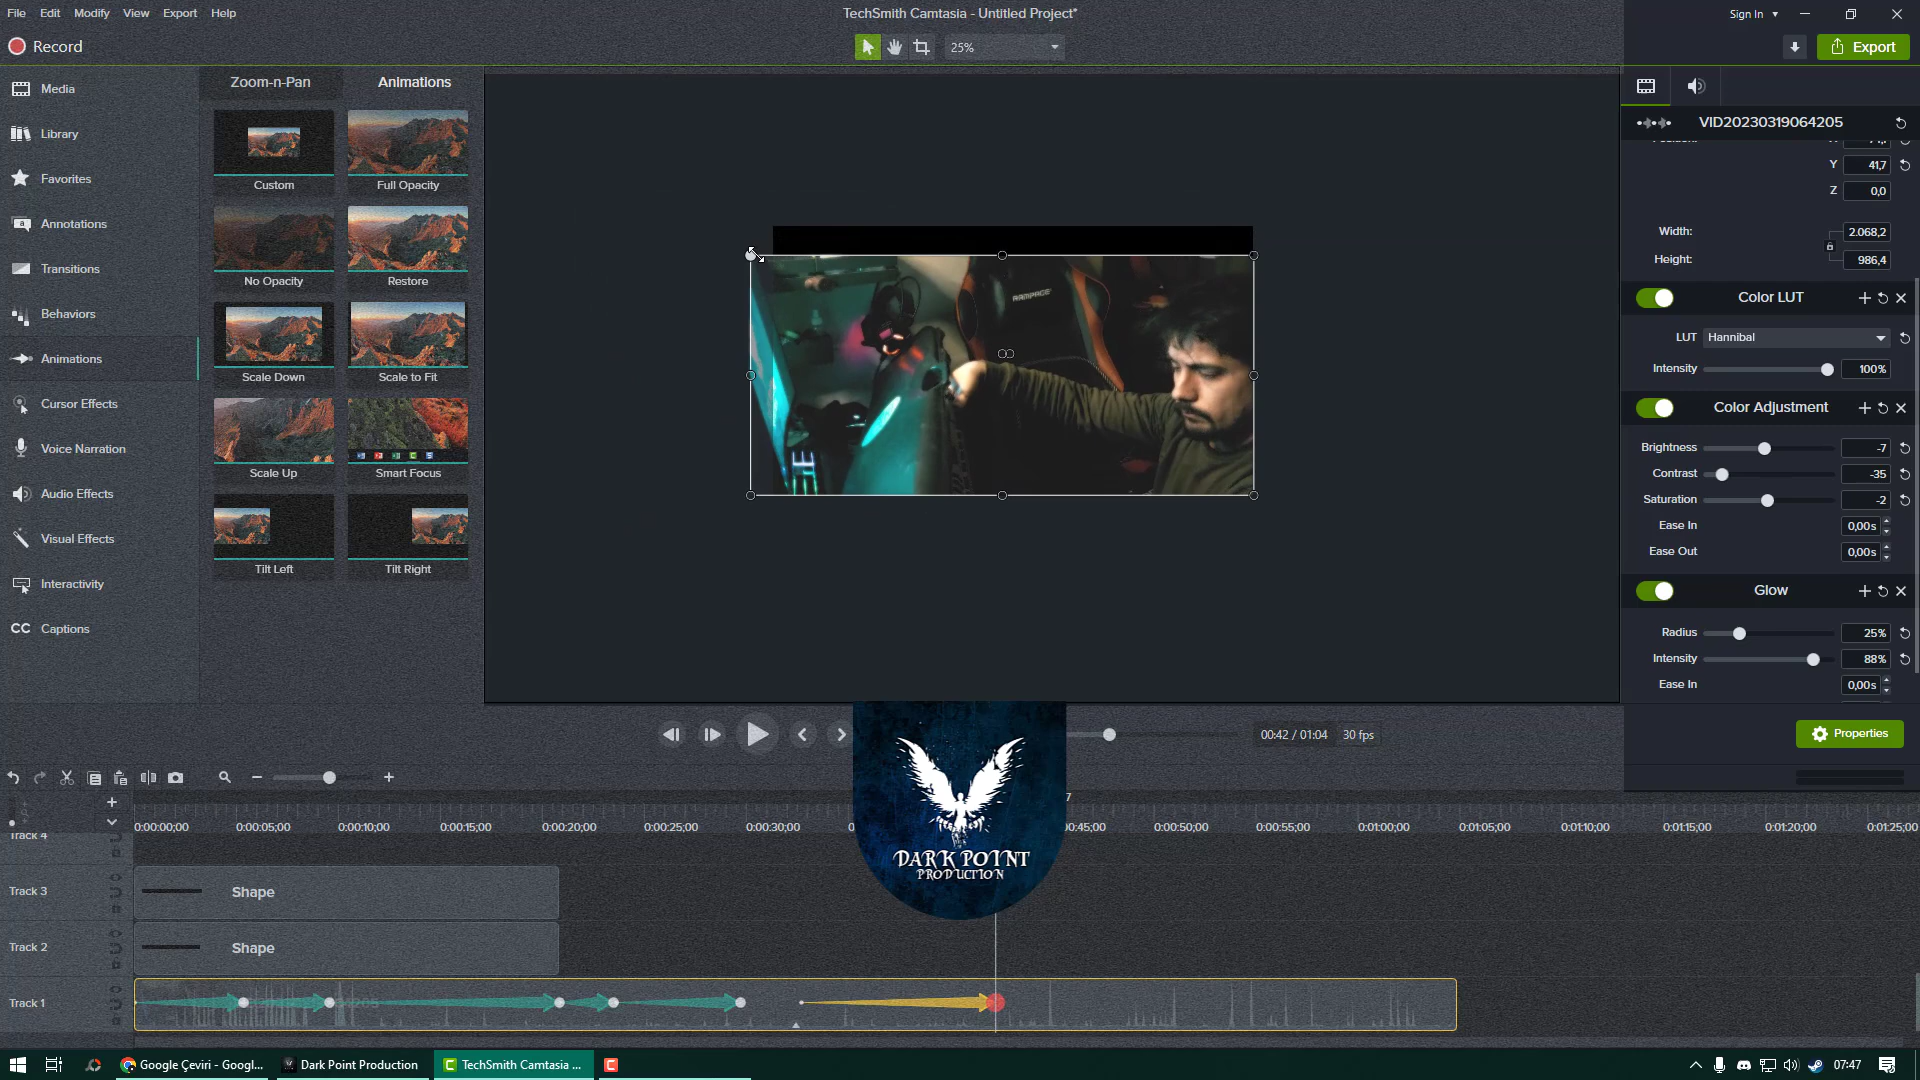 File Edit Modify View Export Help
TechSmith Camtasia - Untitled Project*
Sign In
Record
25%
Export
Media
Library
Favorites
Annotations
Transitions
Behaviors
Animations
Cursor Effects
Voice Narration
Audio Effects
Visual Effects
Interactivity
CC Captions
Zoom-n-Pan Animations
Custom Full Opacity
No Opacity Restore
Scale Down Scale to Fit
Scale Up Smart Focus
Tilt Left Tilt Right
RAMPAGE
VID20230319064205
Y 41,7
Z 0,0
Width: 2.068,2
Height: 986,4
Color LUT
LUT Hannibal
Intensity 100%
Color Adjustment
Brightness -7
Contrast -35
Saturation -2
Ease In 0,00s
Ease Out 0,00s
Glow
Radius 25%
Intensity 88%
Ease In 0,00s
00:42 / 01:04 30 fps
Properties
0:00:00;00 0:00:05;00 0:00:10;00 0:00:15;00 0:00:20;00 0:00:25;00 0:00:30;00 0:00:50;00 0:00:55;00 0:01:00;00 0:01:05;00 0:01:10;00 0:01:15;00 0:01:20;00 0:01:25;00
Track 4
Track 3 Shape
Track 2 Shape
Track 1
DARK POINT
PRODUCTION
Google Çeviri - Googl... Dark Point Production TechSmith Camtasia ... 07:47